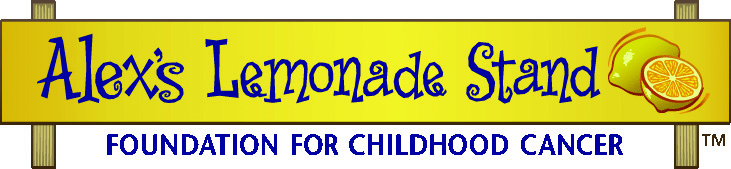 Alex's Lemonade Stand
FOUNDATION FOR CHILDHOOD CANCER ™